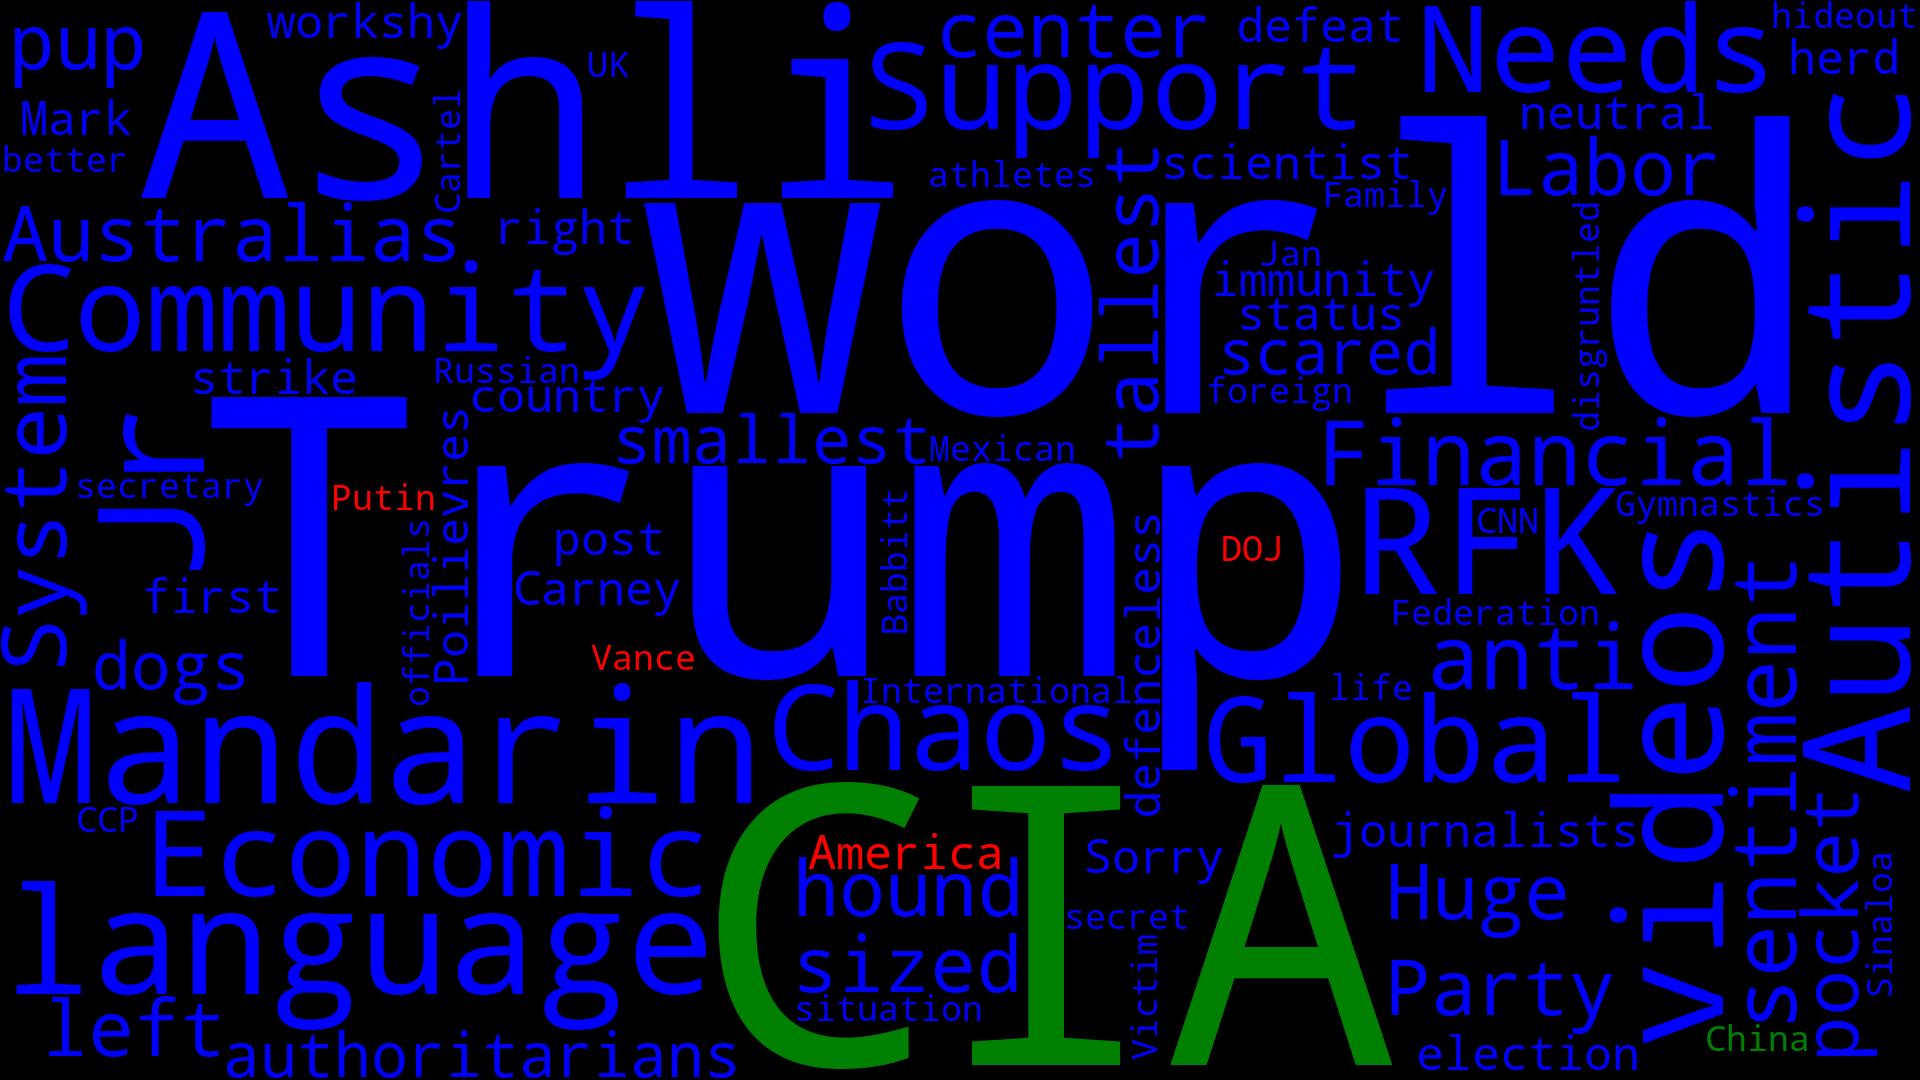 pup
workshy
Ashli
UK
center
defeat
Needs
hideout
herd
Support
Mark
better
Cartel
neutral
athletes
tallest
scientist
Family
Labor
Autistic
Australias
right
world
Jan
immunity
status
scared
foreign
disgruntled
Community
System
strike
Russian
country
Jr
Trump
Poilievres
smallest
Mexican
Financial
secretary
Putin
officials
post
Carney
Babbitt
defenceless
DOJ
RFK
CNN
Gymnastics
videos
sentiment
first
Federation
Vance
dogs
anti
Mandarin
Chaos
International
life
Global
CCP
Economic
CIA
America
hound
Sorry
journalists
pocket
language
secret
Huge
Sinaloa
sized
situation
Victim
Party
left
authoritarians
election
China